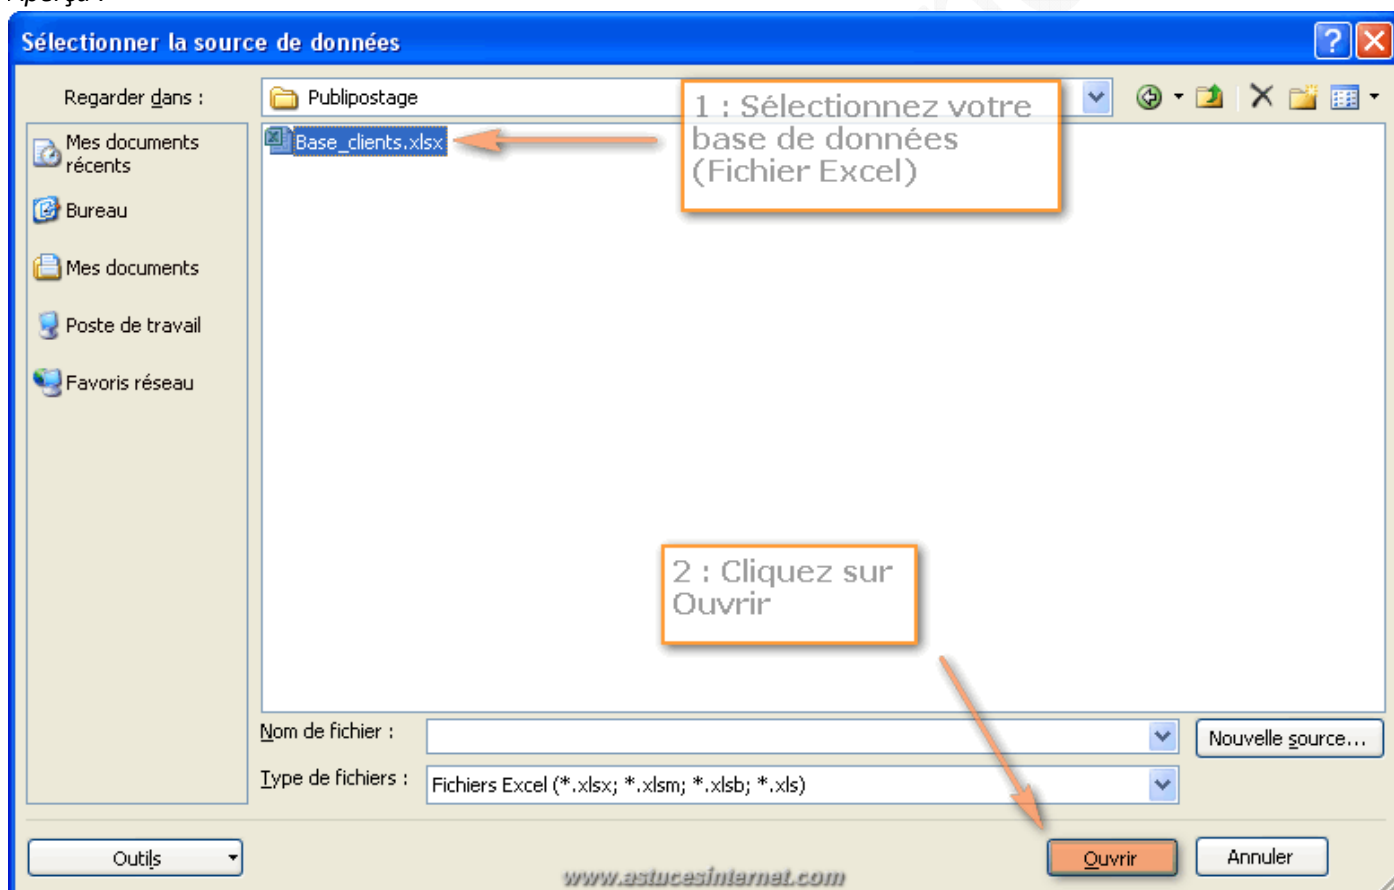 Aperçu :
Sélectionner la source de données
Regarder dans :
Publipostage
1 : Sélectionnez votre
base de données
(Fichier Excel)
Mes documents
récents
Base_clients.xlsx
Bureau
Mes documents
Poste de travail
Favoris réseau
2 : Cliquez sur
Ouvrir
Nom de fichier :
Nouvelle source...
Type de fichiers :
Fichiers Excel (*.xlsx; *.xlsm; *.xlsb; *.xls)
Outils
Ouvrir
Annuler
www.astucesinternet.com